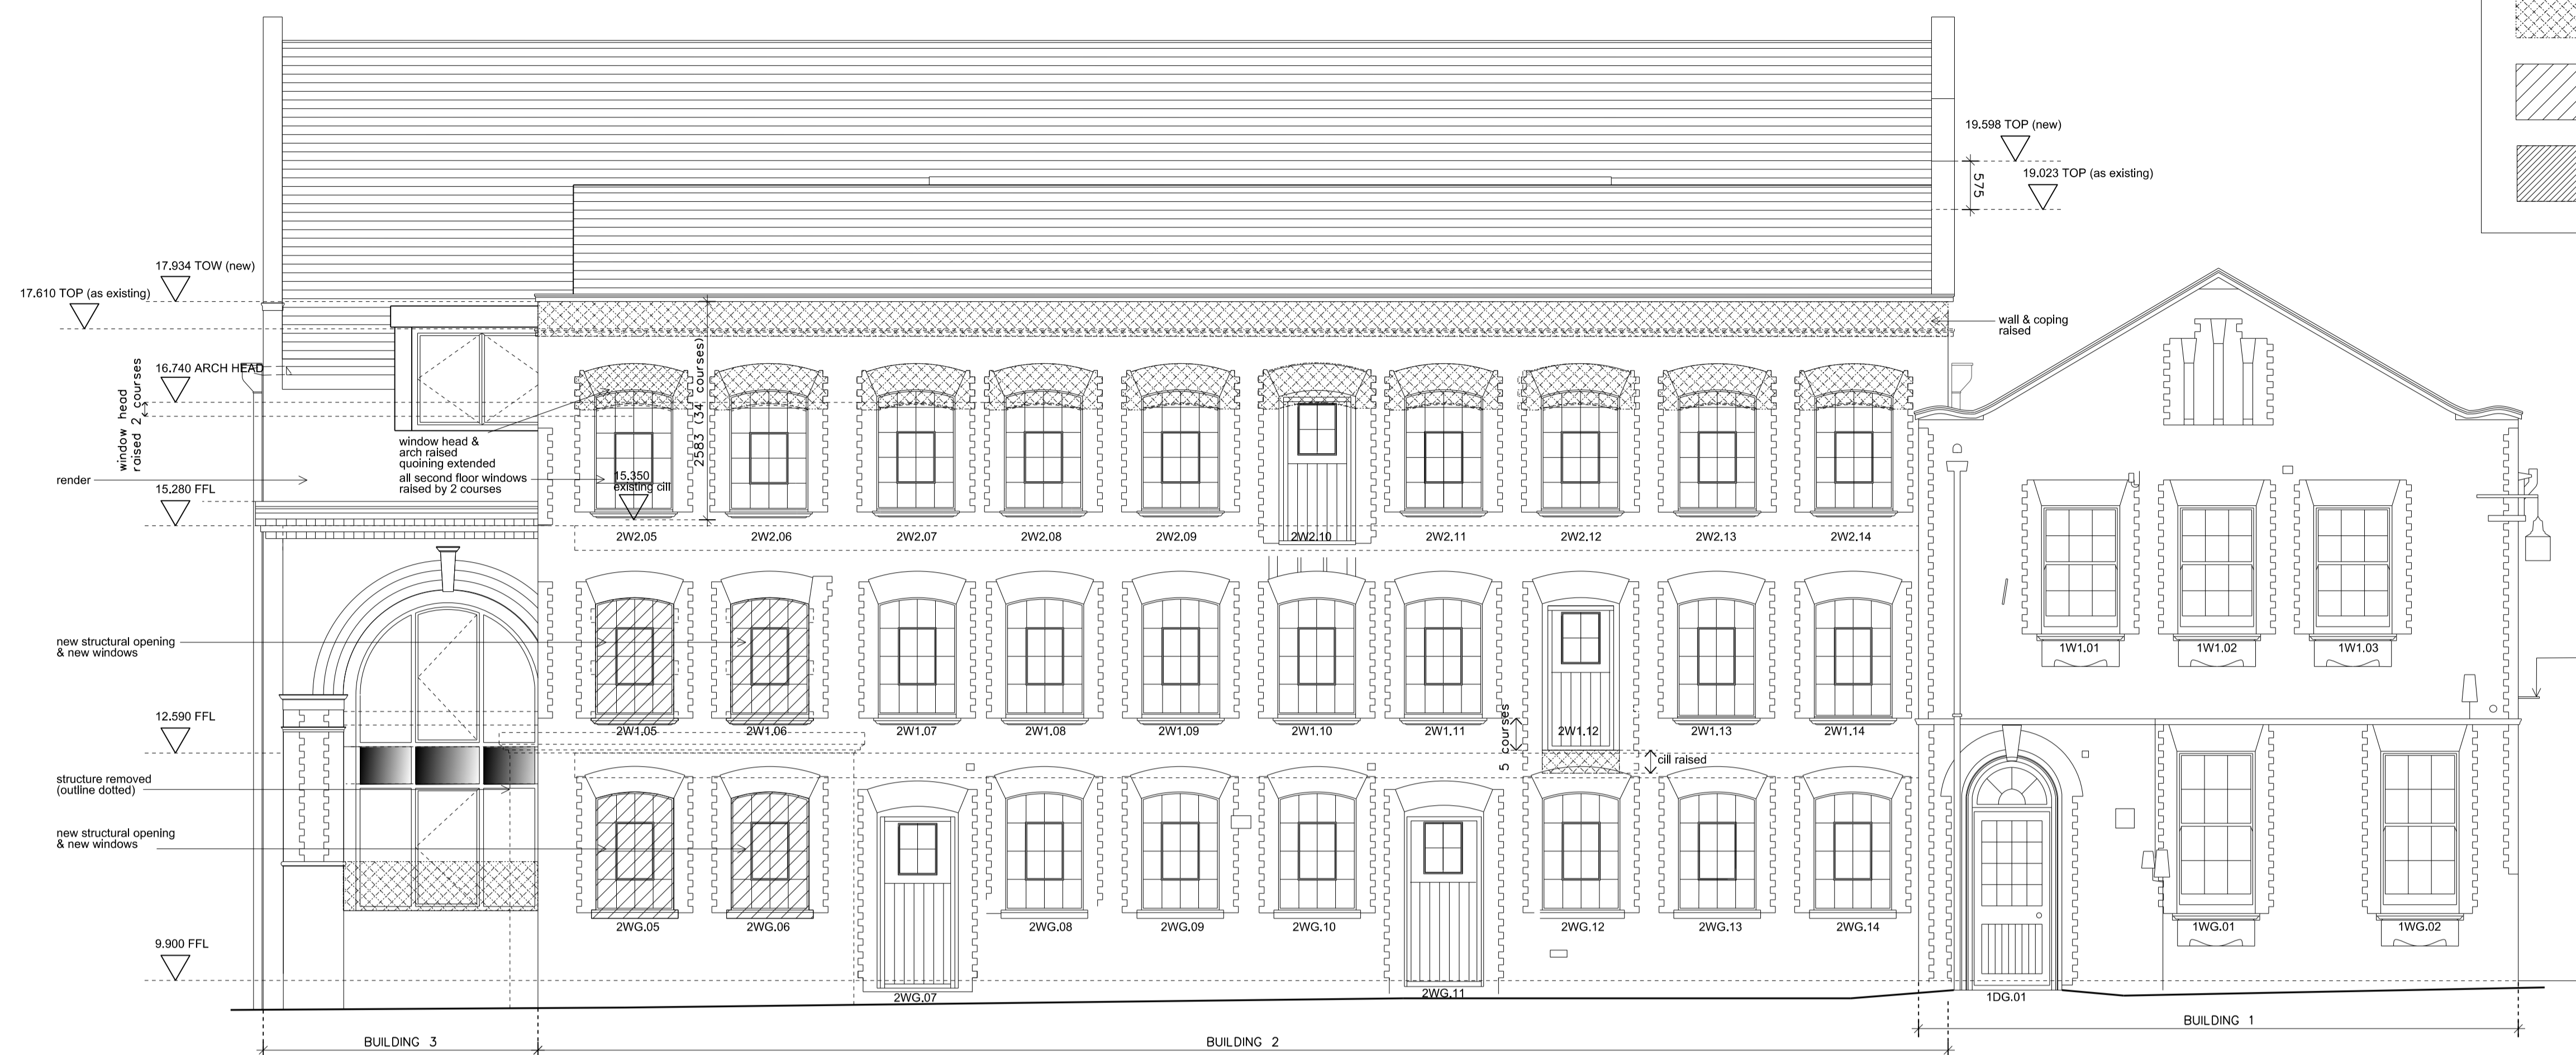 19.598 TOP (new)
575
19.023 TOP (as existing)
17.934 TOW (new)
17.610 TOP (as existing)
wall & coping
raised
16.740 ARCH HEAD
window head
raised 2 courses
2583 (34 courses)
window head &
arch raised
quoining extended
all second floor windows
raised by 2 courses
render
15.280 FFL
15.350
existing cill
2W2.05
2W2.06
2W2.07
2W2.08
2W2.09
2W2.10
2W2.11
2W2.12
2W2.13
2W2.14
new structural opening
& new windows
1W1.01
1W1.02
1W1.03
12.590 FFL
2W1.05
2W1.06
2W1.07
2W1.08
2W1.09
2W1.10
2W1.11
2W1.12
2W1.13
2W1.14
5 courses
cill raised
structure removed
(outline dotted)
new structural opening
& new windows
2WG.05
2WG.06
2WG.08
2WG.09
2WG.10
2WG.12
2WG.13
2WG.14
1WG.01
1WG.02
9.900 FFL
2WG.07
2WG.11
1DG.01
BUILDING 3
BUILDING 2
BUILDING 1